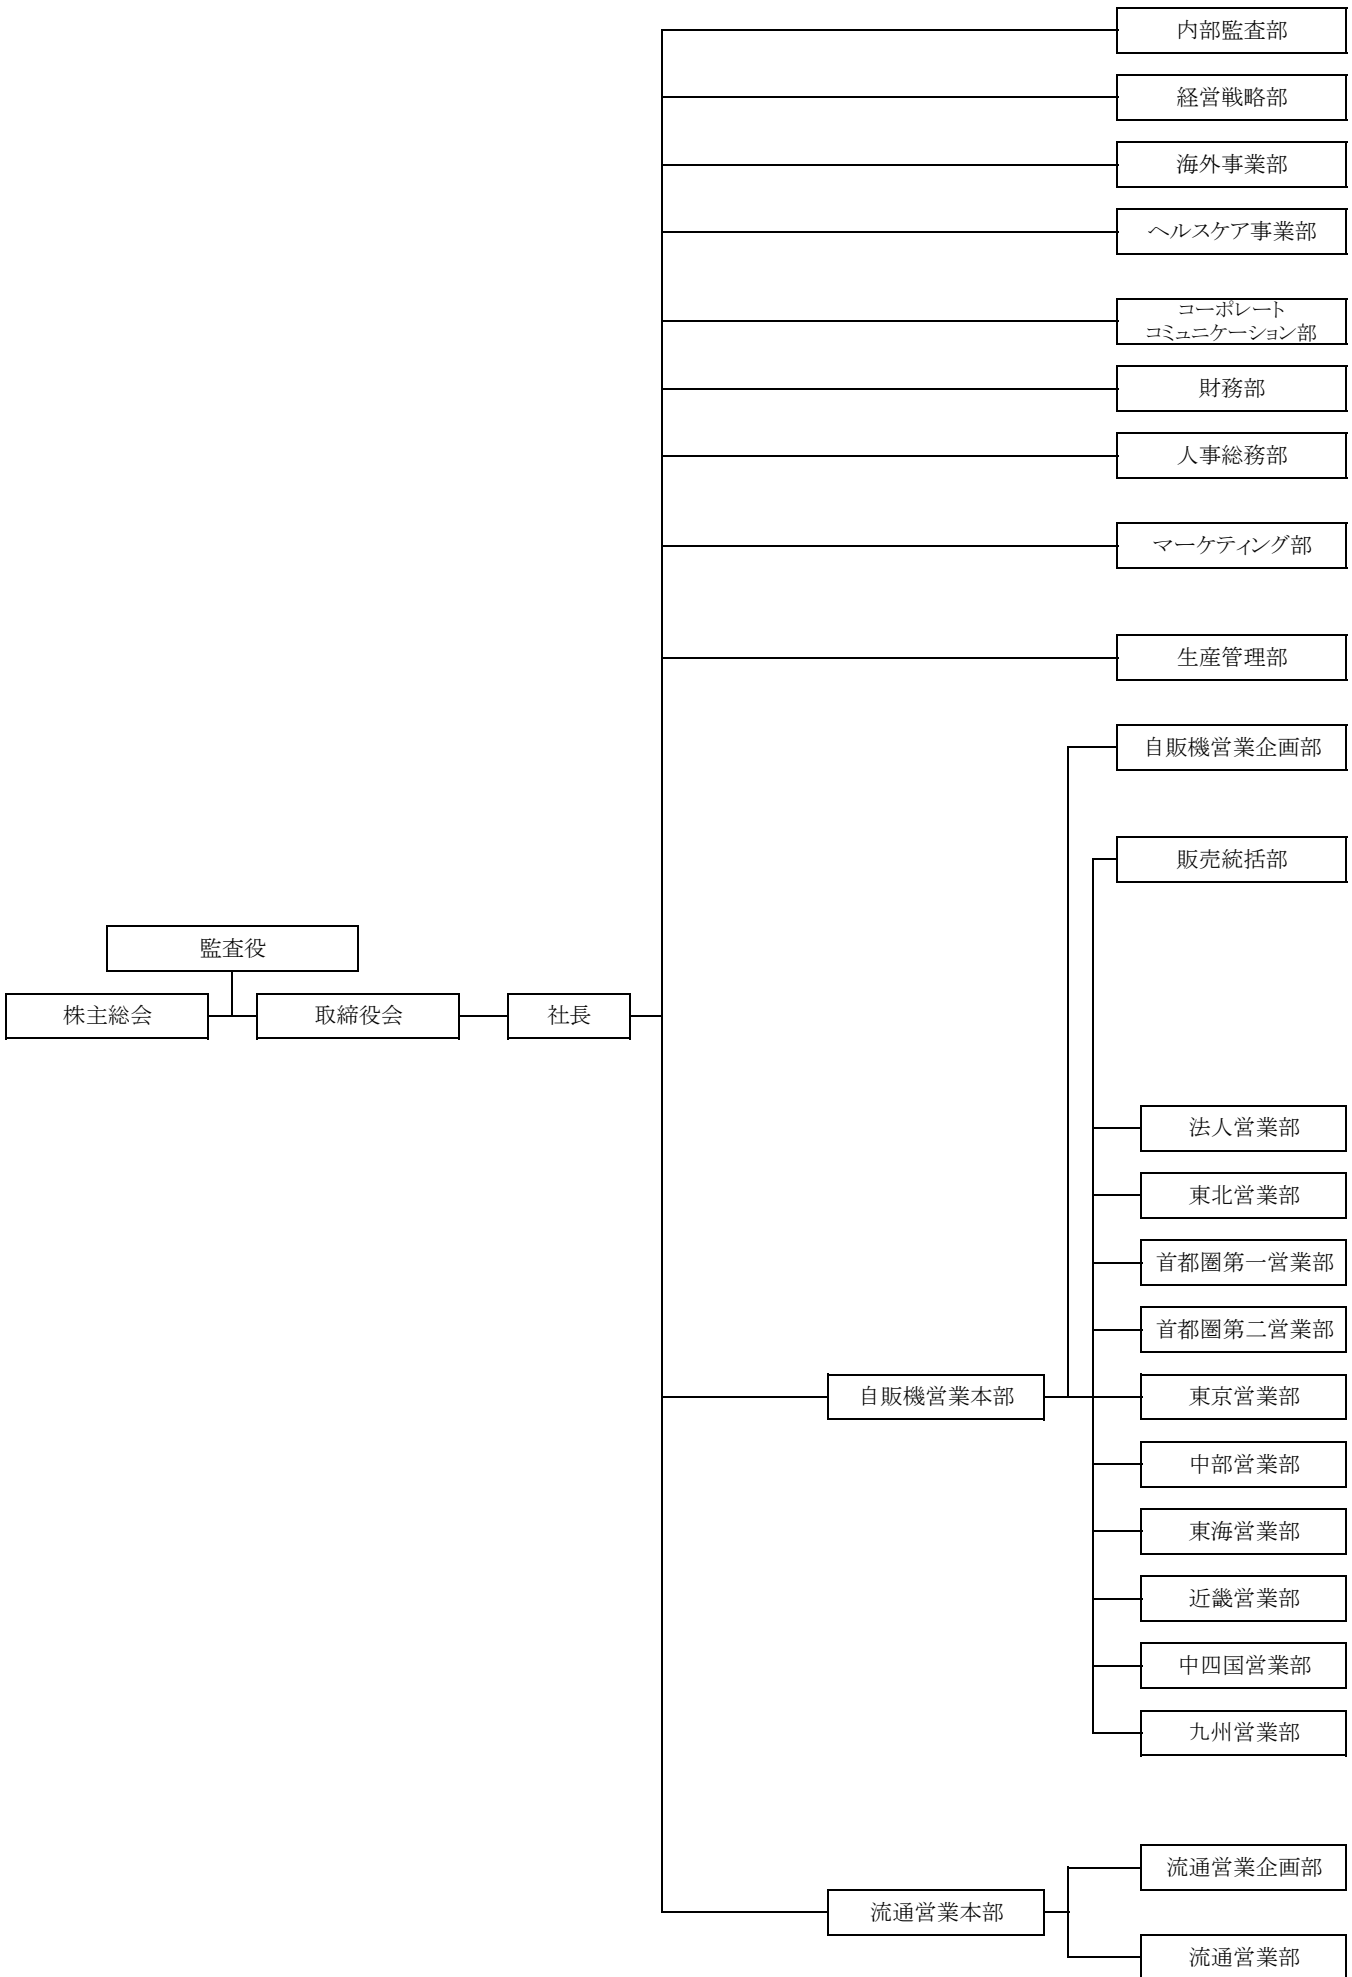 内部監査部
経営戦略部
海外事業部
ヘルスケア事業部
コーポレート
コミュニケーション部
財務部
人事総務部
マーケティング部
生産管理部
自販機営業企画部
販売統括部
監査役
株主総会
取締役会
社長
法人営業部
東北営業部
首都圏第一営業部
首都圏第二営業部
自販機営業本部
東京営業部
中部営業部
東海営業部
近畿営業部
中四国営業部
九州営業部
流通営業企画部
流通営業本部
流通営業部